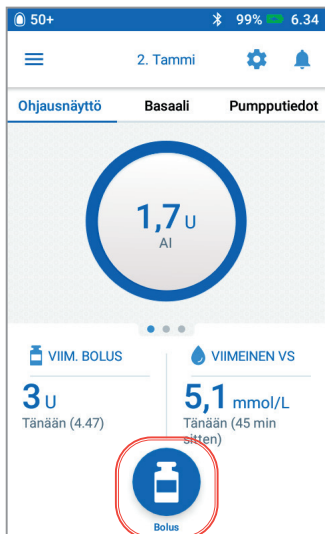 50+ 99% 6.34
2. Tammi
Ohjausnäyttö Basaali Pumpputiedot
1,7 U
AI
VIIM. BOLUS VIIMEINEN VS
3 U 5,1 mmol/L
Tänään (4.47) Tänään (45 min
sitten)
Bolus